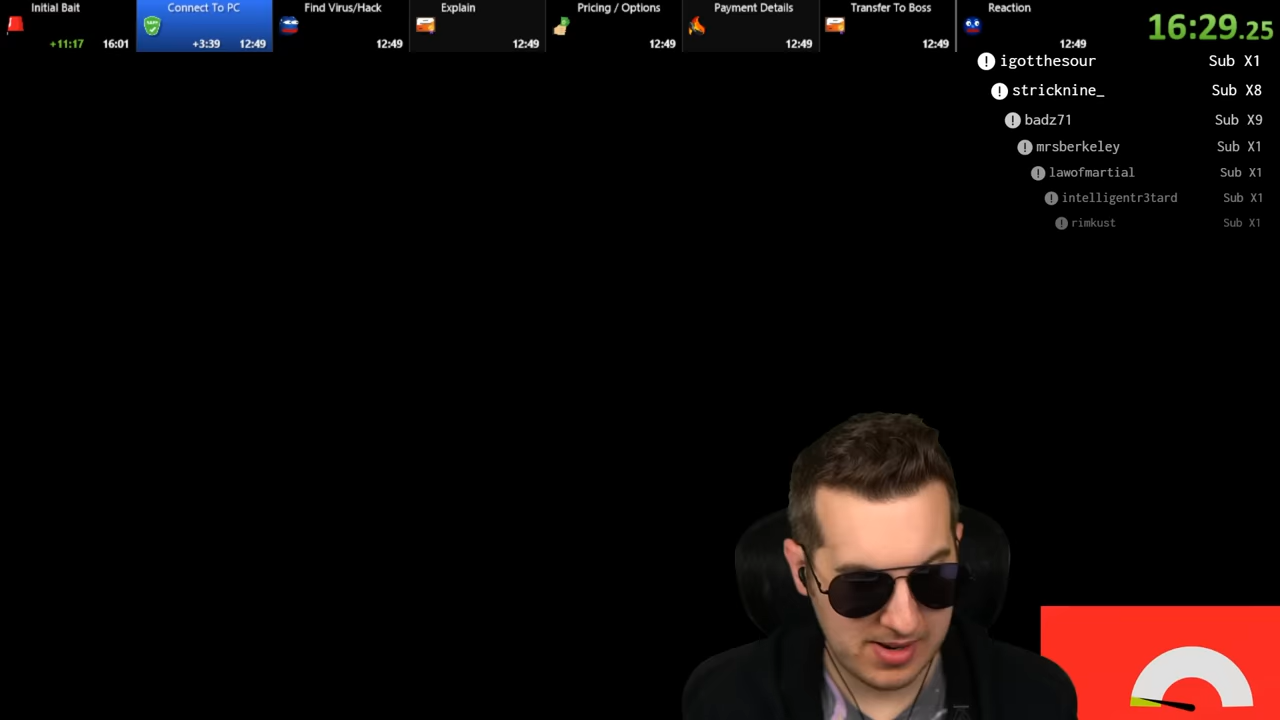 Initial Bait
+11:17 16:01
Connect To PC
+3:39 12:49
Find Virus/Hack
12:49
Explain
12:49
Pricing / Options
12:49
Payment Details
12:49
Transfer To Boss
12:49
Reaction
12:49
16:29.25
igotthesour Sub X1
stricknine_ Sub X8
badz71 Sub X9
mrsberkeley Sub X1
lawofmartial Sub X1
intelligentr3tard Sub X1
rimkust Sub X1